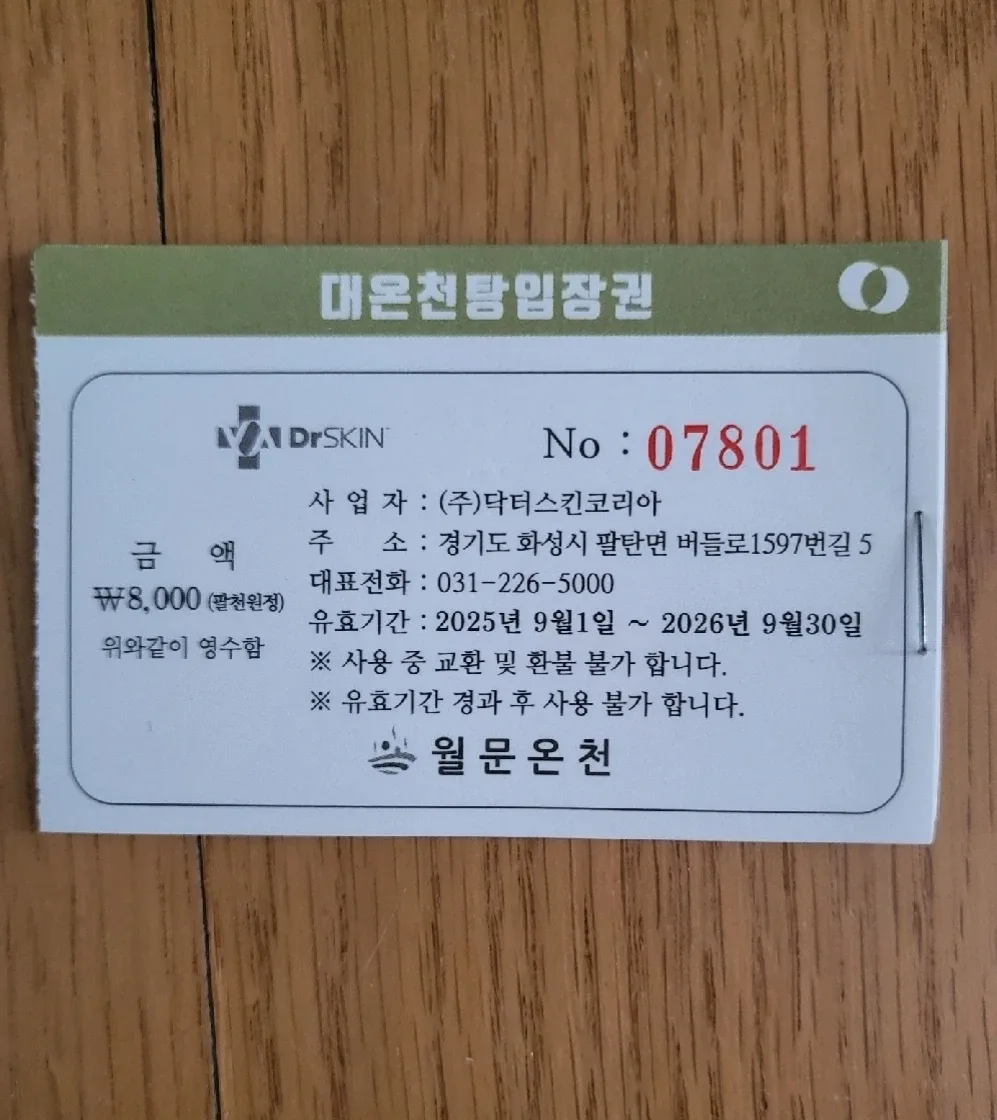 대온천탕입장권
DrSKIN
No : 07801
사 업 자 : (주)닥터스킨코리아
주 소 : 경기도 화성시 팔탄면 버들로1597번길 5
대표전화 : 031-226-5000
유효기간 : 2025년 9월1일 ~ 2026년 9월30일
※ 사용 중 교환 및 환불 불가 합니다.
※ 유효기간 경과 후 사용 불가 합니다.
금 액
₩8,000 (팔천원정)
위와같이 영수함
월문온천